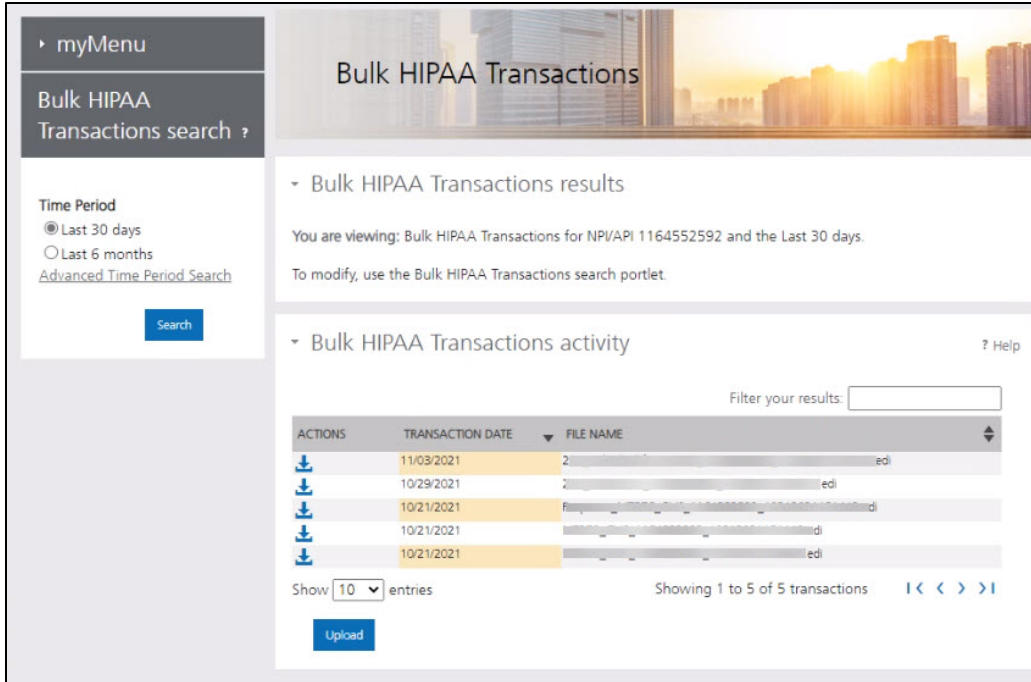 myMenu
Bulk HIPAA
Transactions search ?
Time Period
Last 30 days
Last 6 months
Advanced Time Period Search
Search
Bulk HIPAA Transactions
Bulk HIPAA Transactions results
You are viewing: Bulk HIPAA Transactions for NPI/API 1164552592 and the Last 30 days.
To modify, use the Bulk HIPAA Transactions search portlet.
Bulk HIPAA Transactions activity
? Help
Filter your results:
ACTIONS TRANSACTION DATE FILE NAME
11/03/2021 edi
10/29/2021 edi
10/21/2021
10/21/2021
10/21/2021 edi
Show 10 entries
Showing 1 to 5 of 5 transactions
Upload